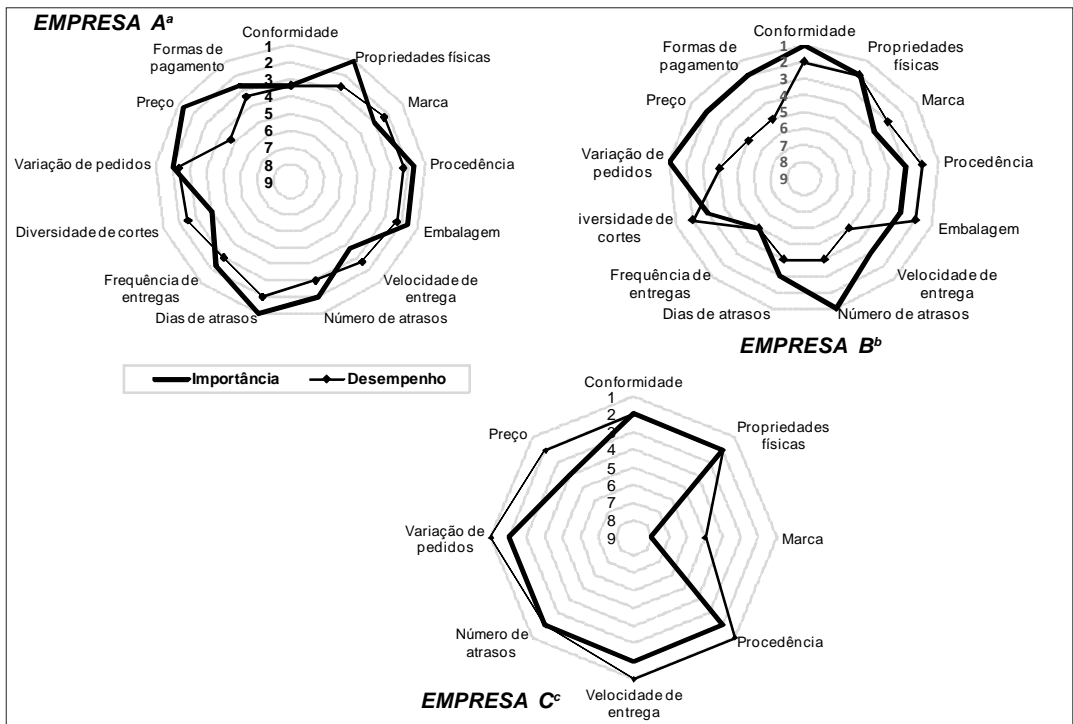 EMPRESA Aᵃ
Conformidade
Propriedades físicas
Marca
Procedência
Embalagem
Velocidade de
entrega
Número de atrasos
Dias de atrasos
Frequência de
entregas
Diversidade de cortes
Variação de pedidos
Preço
Formas de
pagamento
1
2
3
4
5
6
7
8
9
Conformidade
Propriedades
físicas
Marca
Procedência
Embalagem
Velocidade de
entrega
Número de atrasos
Dias de atrasos
Frequência de
entregas
iversidade de
cortes
Variação de
pedidos
Preço
Formas de
pagamento
1
2
3
4
5
6
7
8
9
EMPRESA Bᵇ
Importância Desempenho
Conformidade
Propriedades
físicas
Marca
Procedência
Velocidade de
entrega
Número de
atrasos
Variação de
pedidos
Preço
1
2
3
4
5
6
7
8
9
EMPRESA Cᶜ